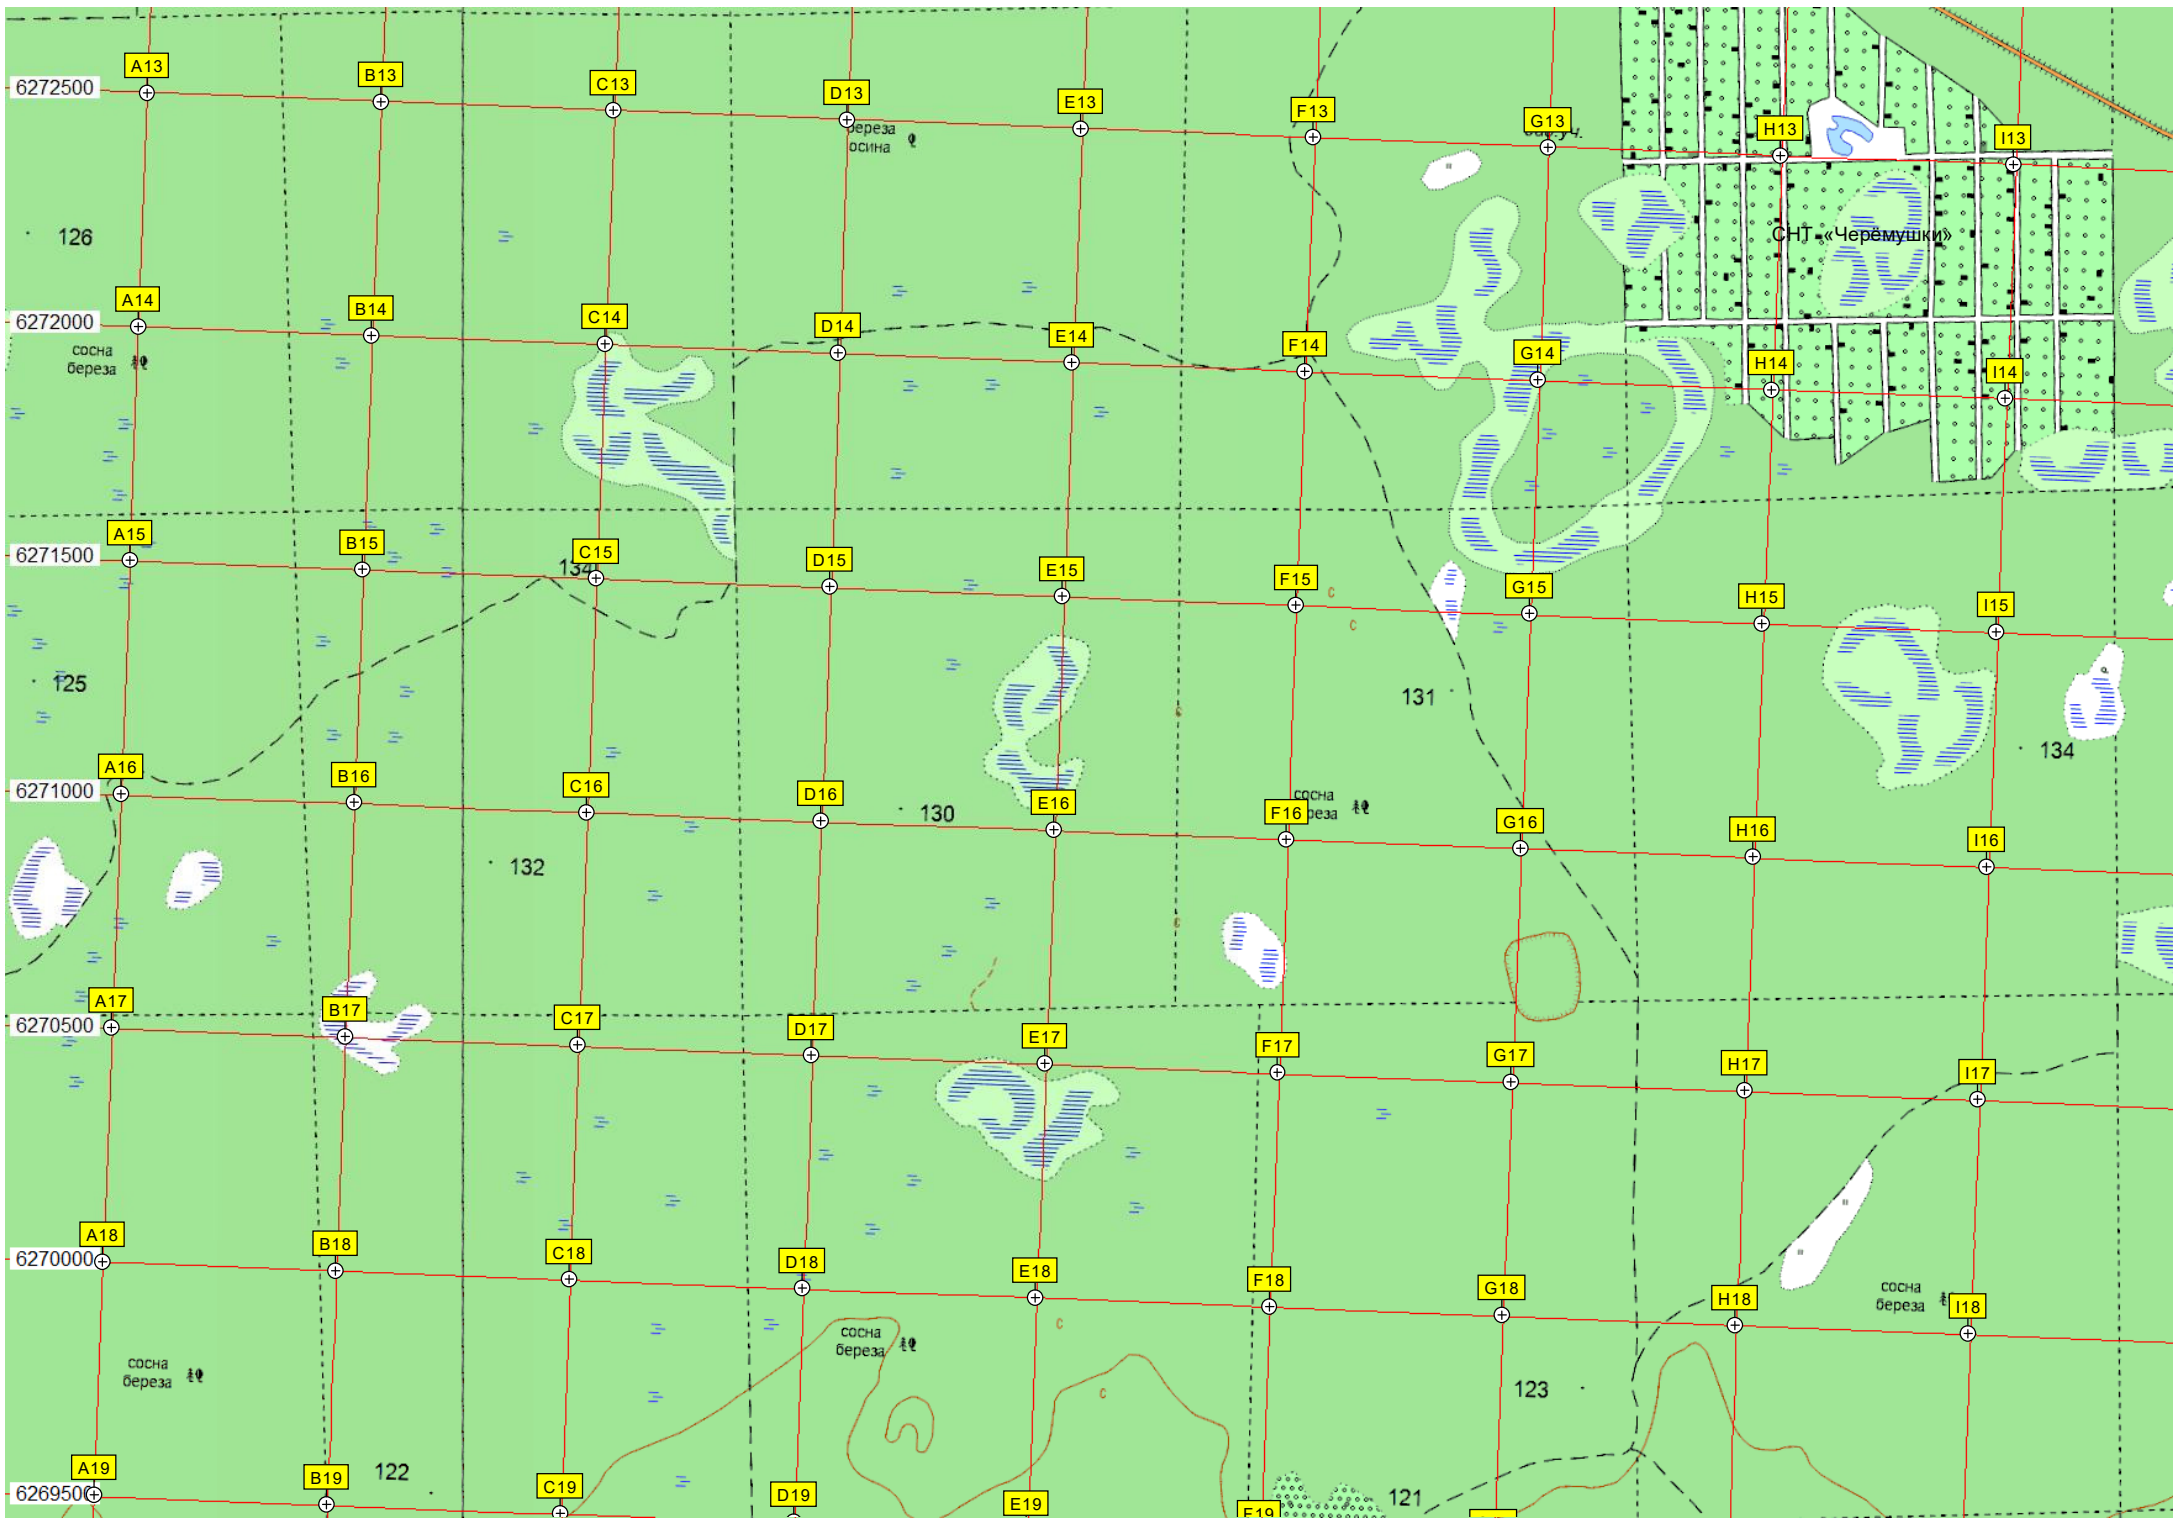 A13
B13
C13
D13
E13
F13
G13
H13
I13
6272500
береза
осина
126
СНТ «Черёмушки»
A14
B14
C14
D14
E14
F14
G14
H14
I14
6272000
сосна
береза
A15
B15
C15
D15
E15
F15
G15
H15
I15
6271500
134
с
с
125
131
с
134
A16
B16
C16
D16
E16
F16
G16
H16
I16
6271000
сосна
береза
130
132
с
A17
B17
C17
D17
E17
F17
G17
H17
I17
6270500
A18
B18
C18
D18
E18
F18
G18
H18
I18
6270000
сосна
береза
с
сосна
береза
сосна
береза
с
123
A19
B19
C19
D19
E19
F19
6269500
122
121